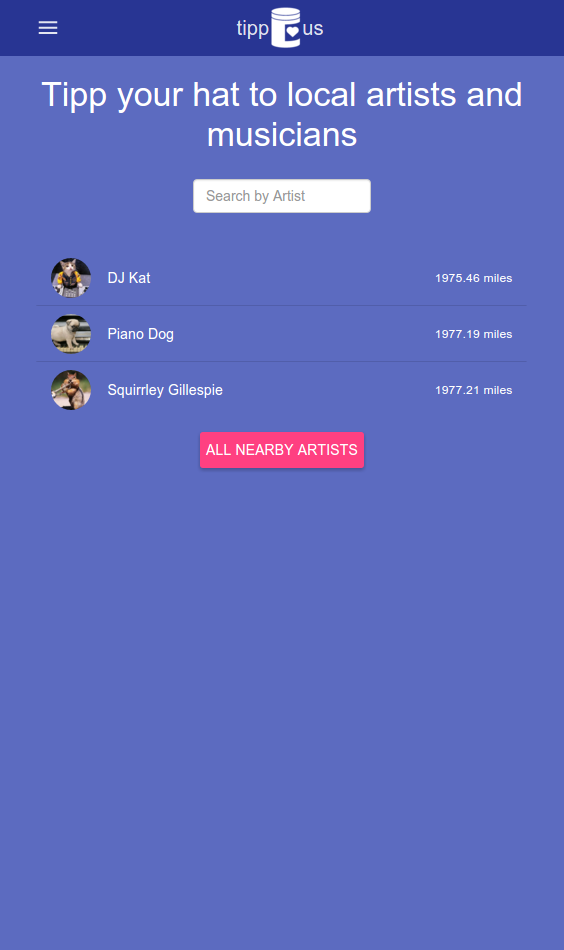 tipp us
Tipp your hat to local artists and
musicians
Search by Artist
DJ Kat 1975.46 miles
Piano Dog 1977.19 miles
Squirrley Gillespie 1977.21 miles
ALL NEARBY ARTISTS